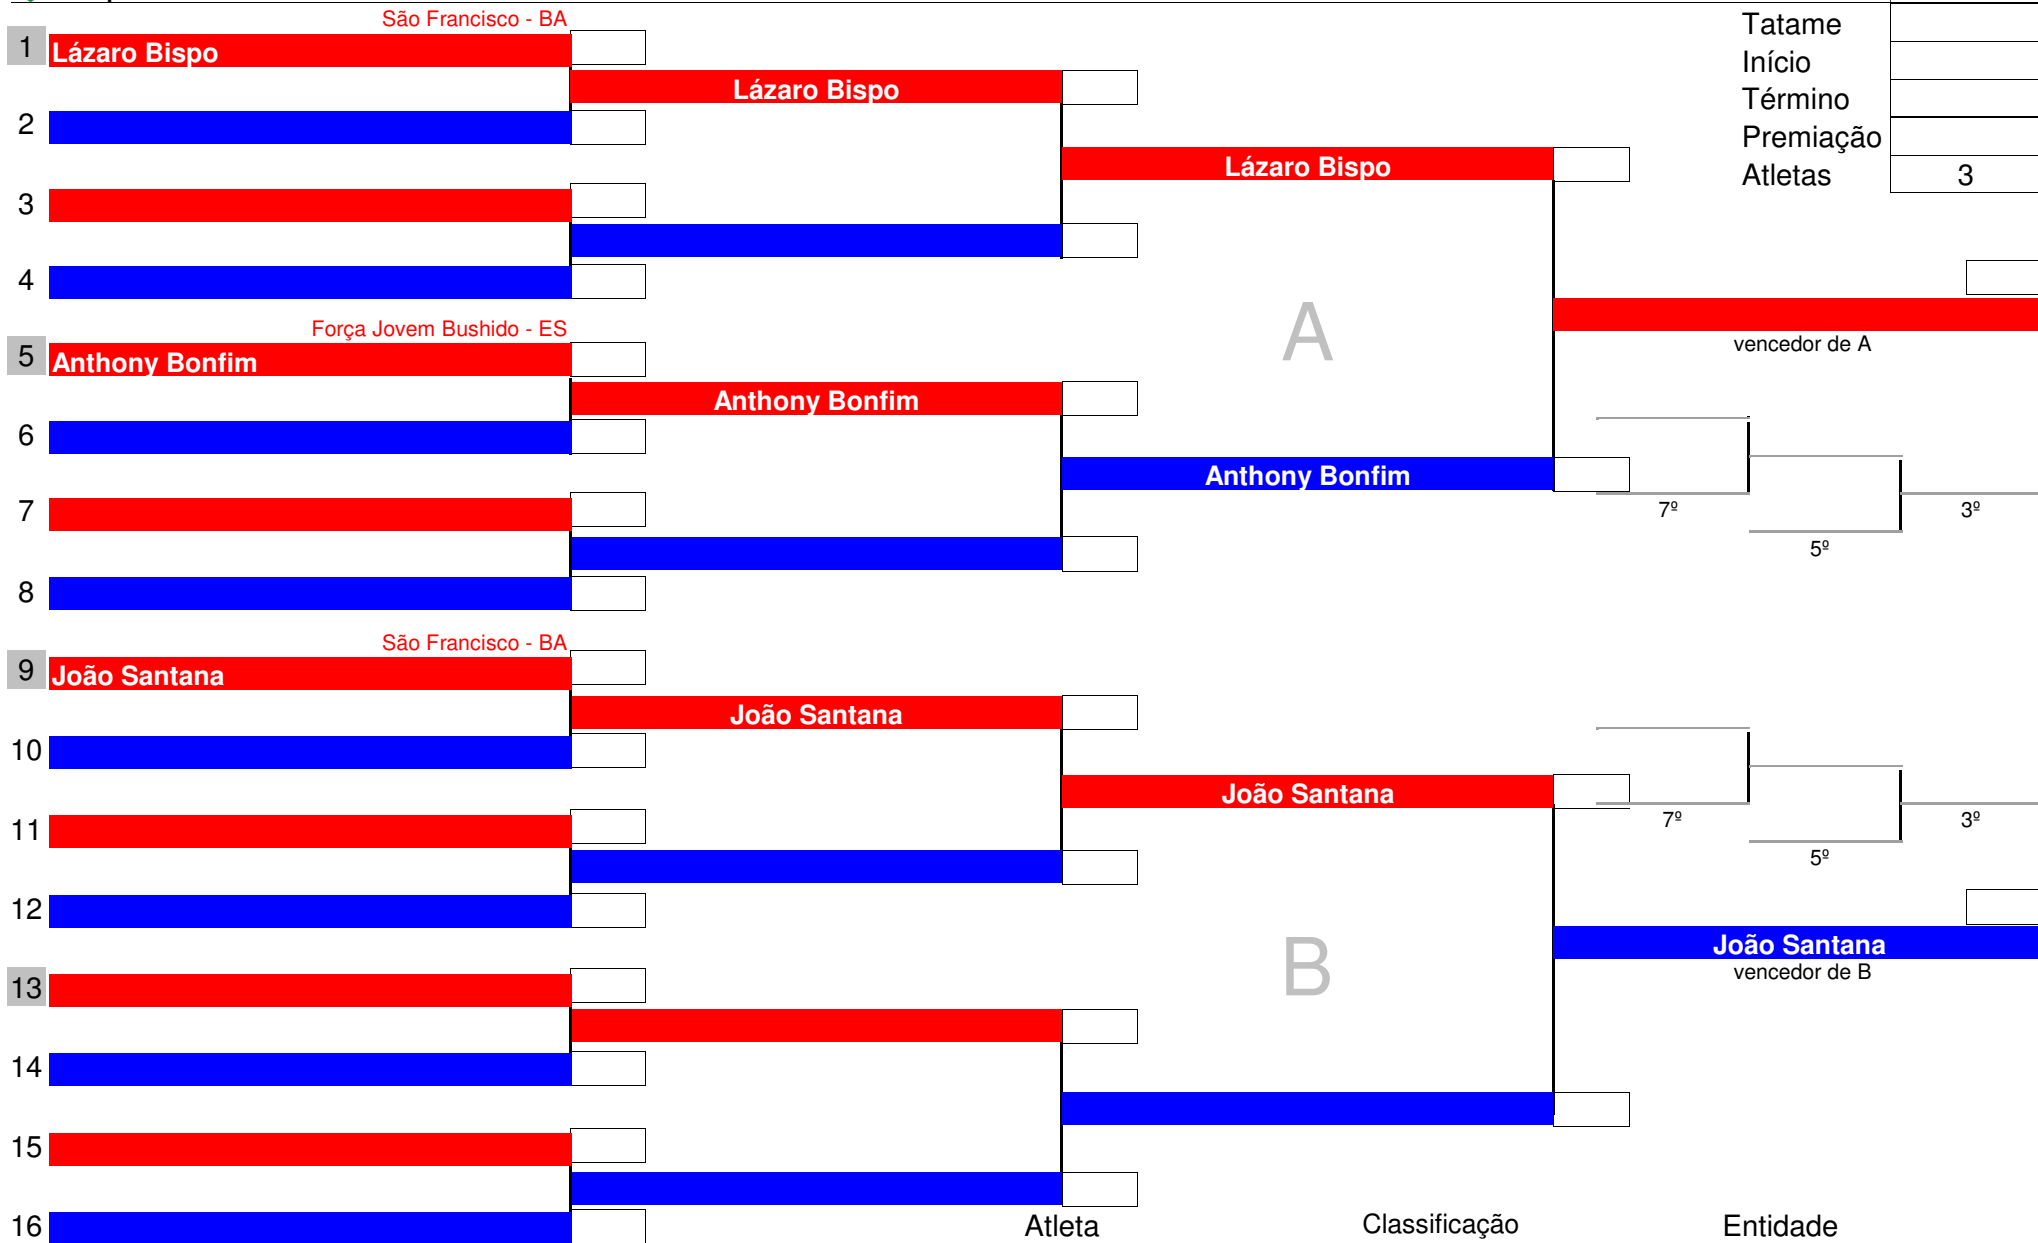 São Francisco - BA
Tatame
1 Lázaro Bispo
Início
Lázaro Bispo
Término
2
Premiação
Lázaro Bispo
Atletas 3
3
4
Força Jovem Bushido - ES
A
vencedor de A
5 Anthony Bonfim
Anthony Bonfim
6
Anthony Bonfim
7
7º
3º
5º
8
São Francisco - BA
9 João Santana
João Santana
10
João Santana
11
7º
3º
5º
12
João Santana
B
vencedor de B
13
14
15
16
Atleta Classificação Entidade